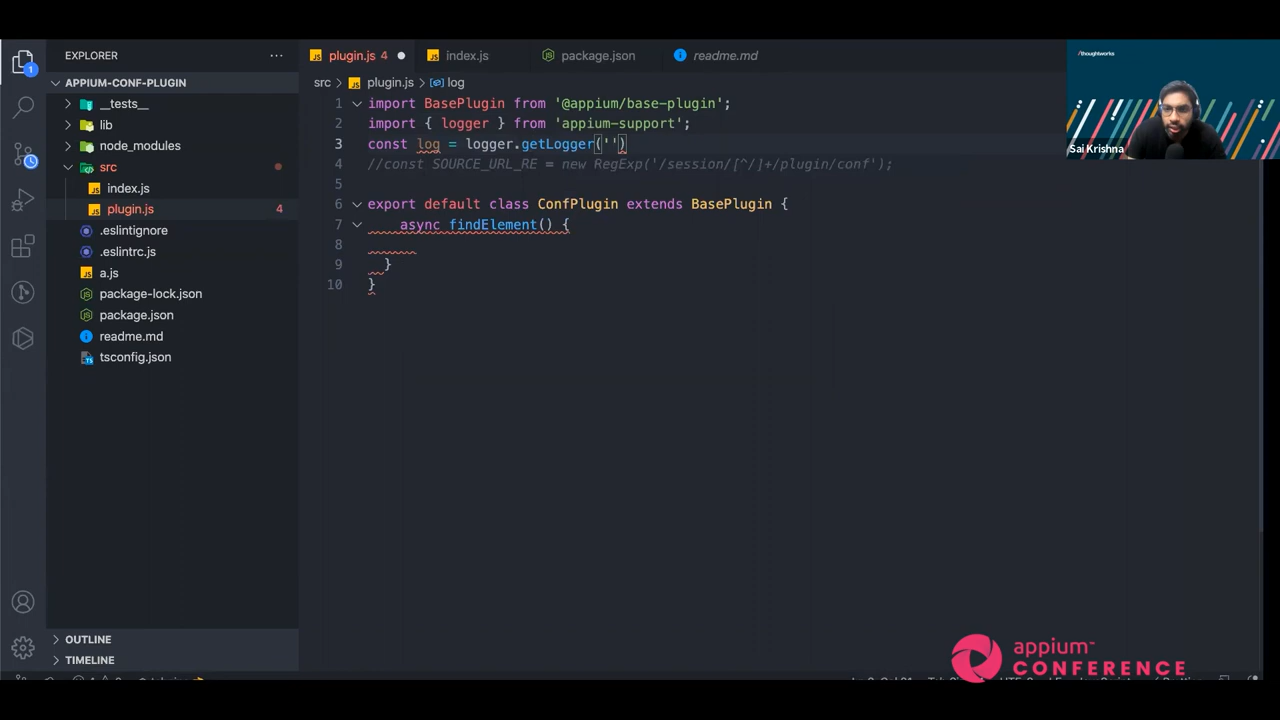 EXPLORER
plugin.js 4
index.js
package.json
readme.md
/thoughtworks
APPIUM-CONF-PLUGIN
src
plugin.js
log
__tests__
lib
node_modules
src
index.js
plugin.js
4
.eslintignore
.eslintrc.js
a.js
package-lock.json
package.json
readme.md
tsconfig.json
1 import BasePlugin from '@appium/base-plugin';
2 import { logger } from 'appium-support';
3 const log = logger.getLogger('')
4 //const SOURCE_URL_RE = new RegExp('/session/[^/]+/plugin/conf');
5
6 export default class ConfPlugin extends BasePlugin {
7 async findElement() {
8
9 }
10 }
Sai Krishna
1
OUTLINE
TIMELINE
appium™
CONFERENCE